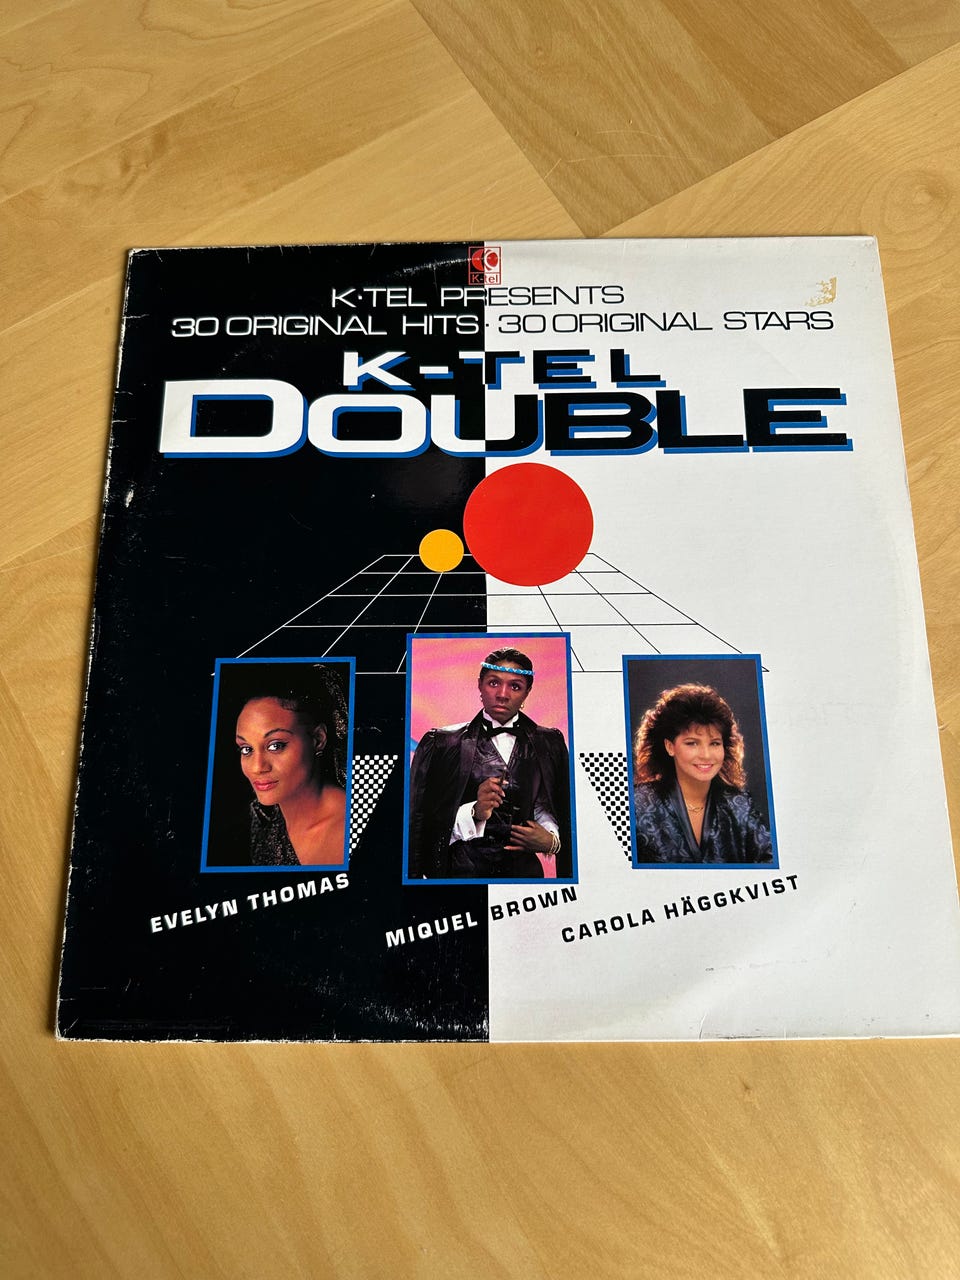 K-tel
K·TEL PRESENTS
30 ORIGINAL HITS · 30 ORIGINAL STARS
K-TEL
DOUBLE
EVELYN THOMAS
MIQUEL BROWN
CAROLA HÄGGKVIST